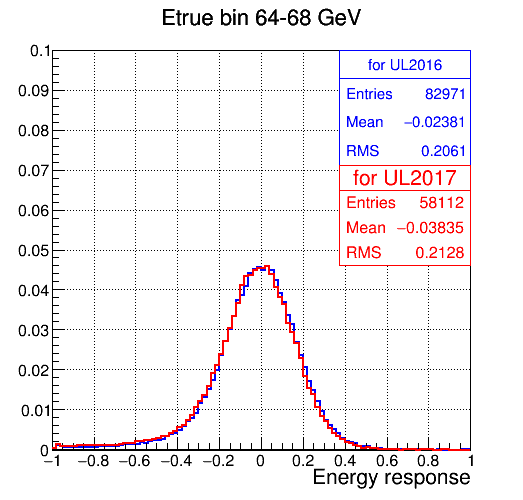 Etrue bin 64-68 GeV
0.1
0.09
0.08
0.07
0.06
0.05
0.04
0.03
0.02
0.01
0
for UL2016
Entries 82971
Mean −0.02381
RMS 0.2061
for UL2017
Entries 58112
Mean −0.03835
RMS 0.2128
−1 −0.8 −0.6 −0.4 −0.2 0 0.2 0.4 0.6 0.8 1
Energy response